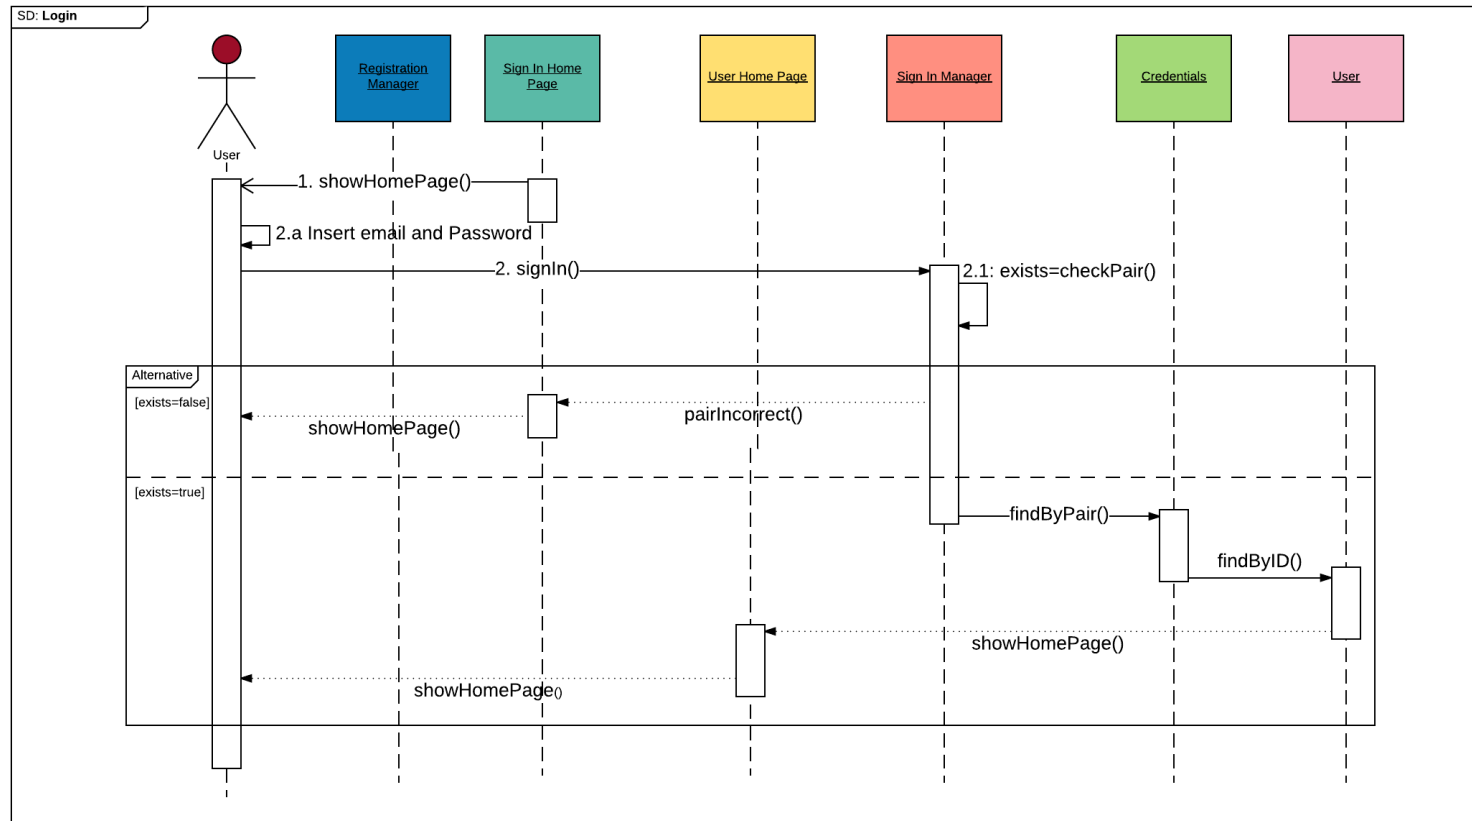 SD: Login
Registration
Manager
Sign In Home
Page
User Home Page
Sign In Manager
Credentials
User
User
1. showHomePage()
2.a Insert email and Password
2. signIn()
2.1: exists=checkPair()
Alternative
[exists=false]
pairIncorrect()
showHomePage()
[exists=true]
findByPair()
findByID()
showHomePage()
showHomePage()